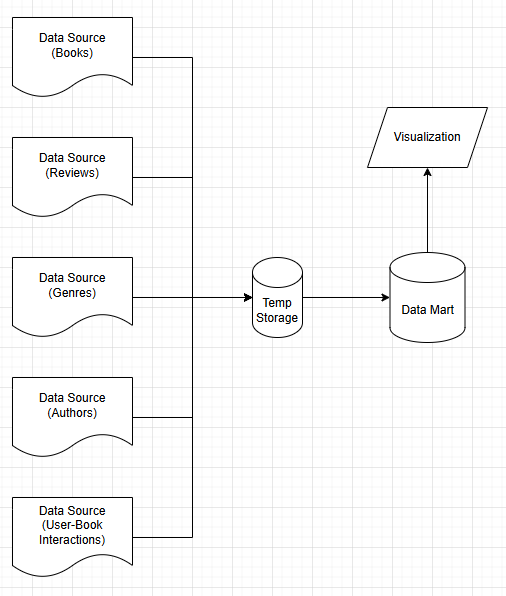 Data Source
(Books)
Data Source
(Reviews)
Data Source
(Genres)
Data Source
(Authors)
Data Source
(User-Book
Interactions)
Temp
Storage
Data Mart
Visualization